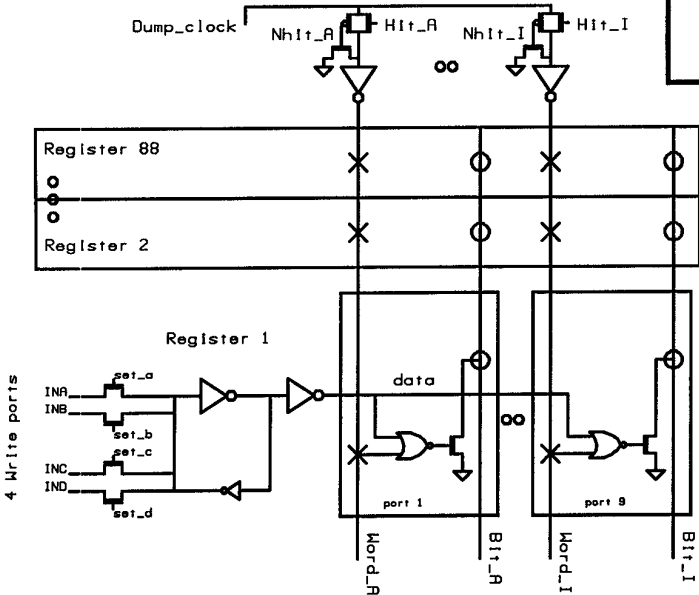 Dump_clock
Nhit_A
Hit_A
Nhit_I
Hit_I
Register 88
Register 2
Register 1
4 Write ports
set_a
INA
INB
set_b
set_c
INC
IND
set_d
data
port 1
port 9
Word_A
Bit_A
Word_I
Bit_I